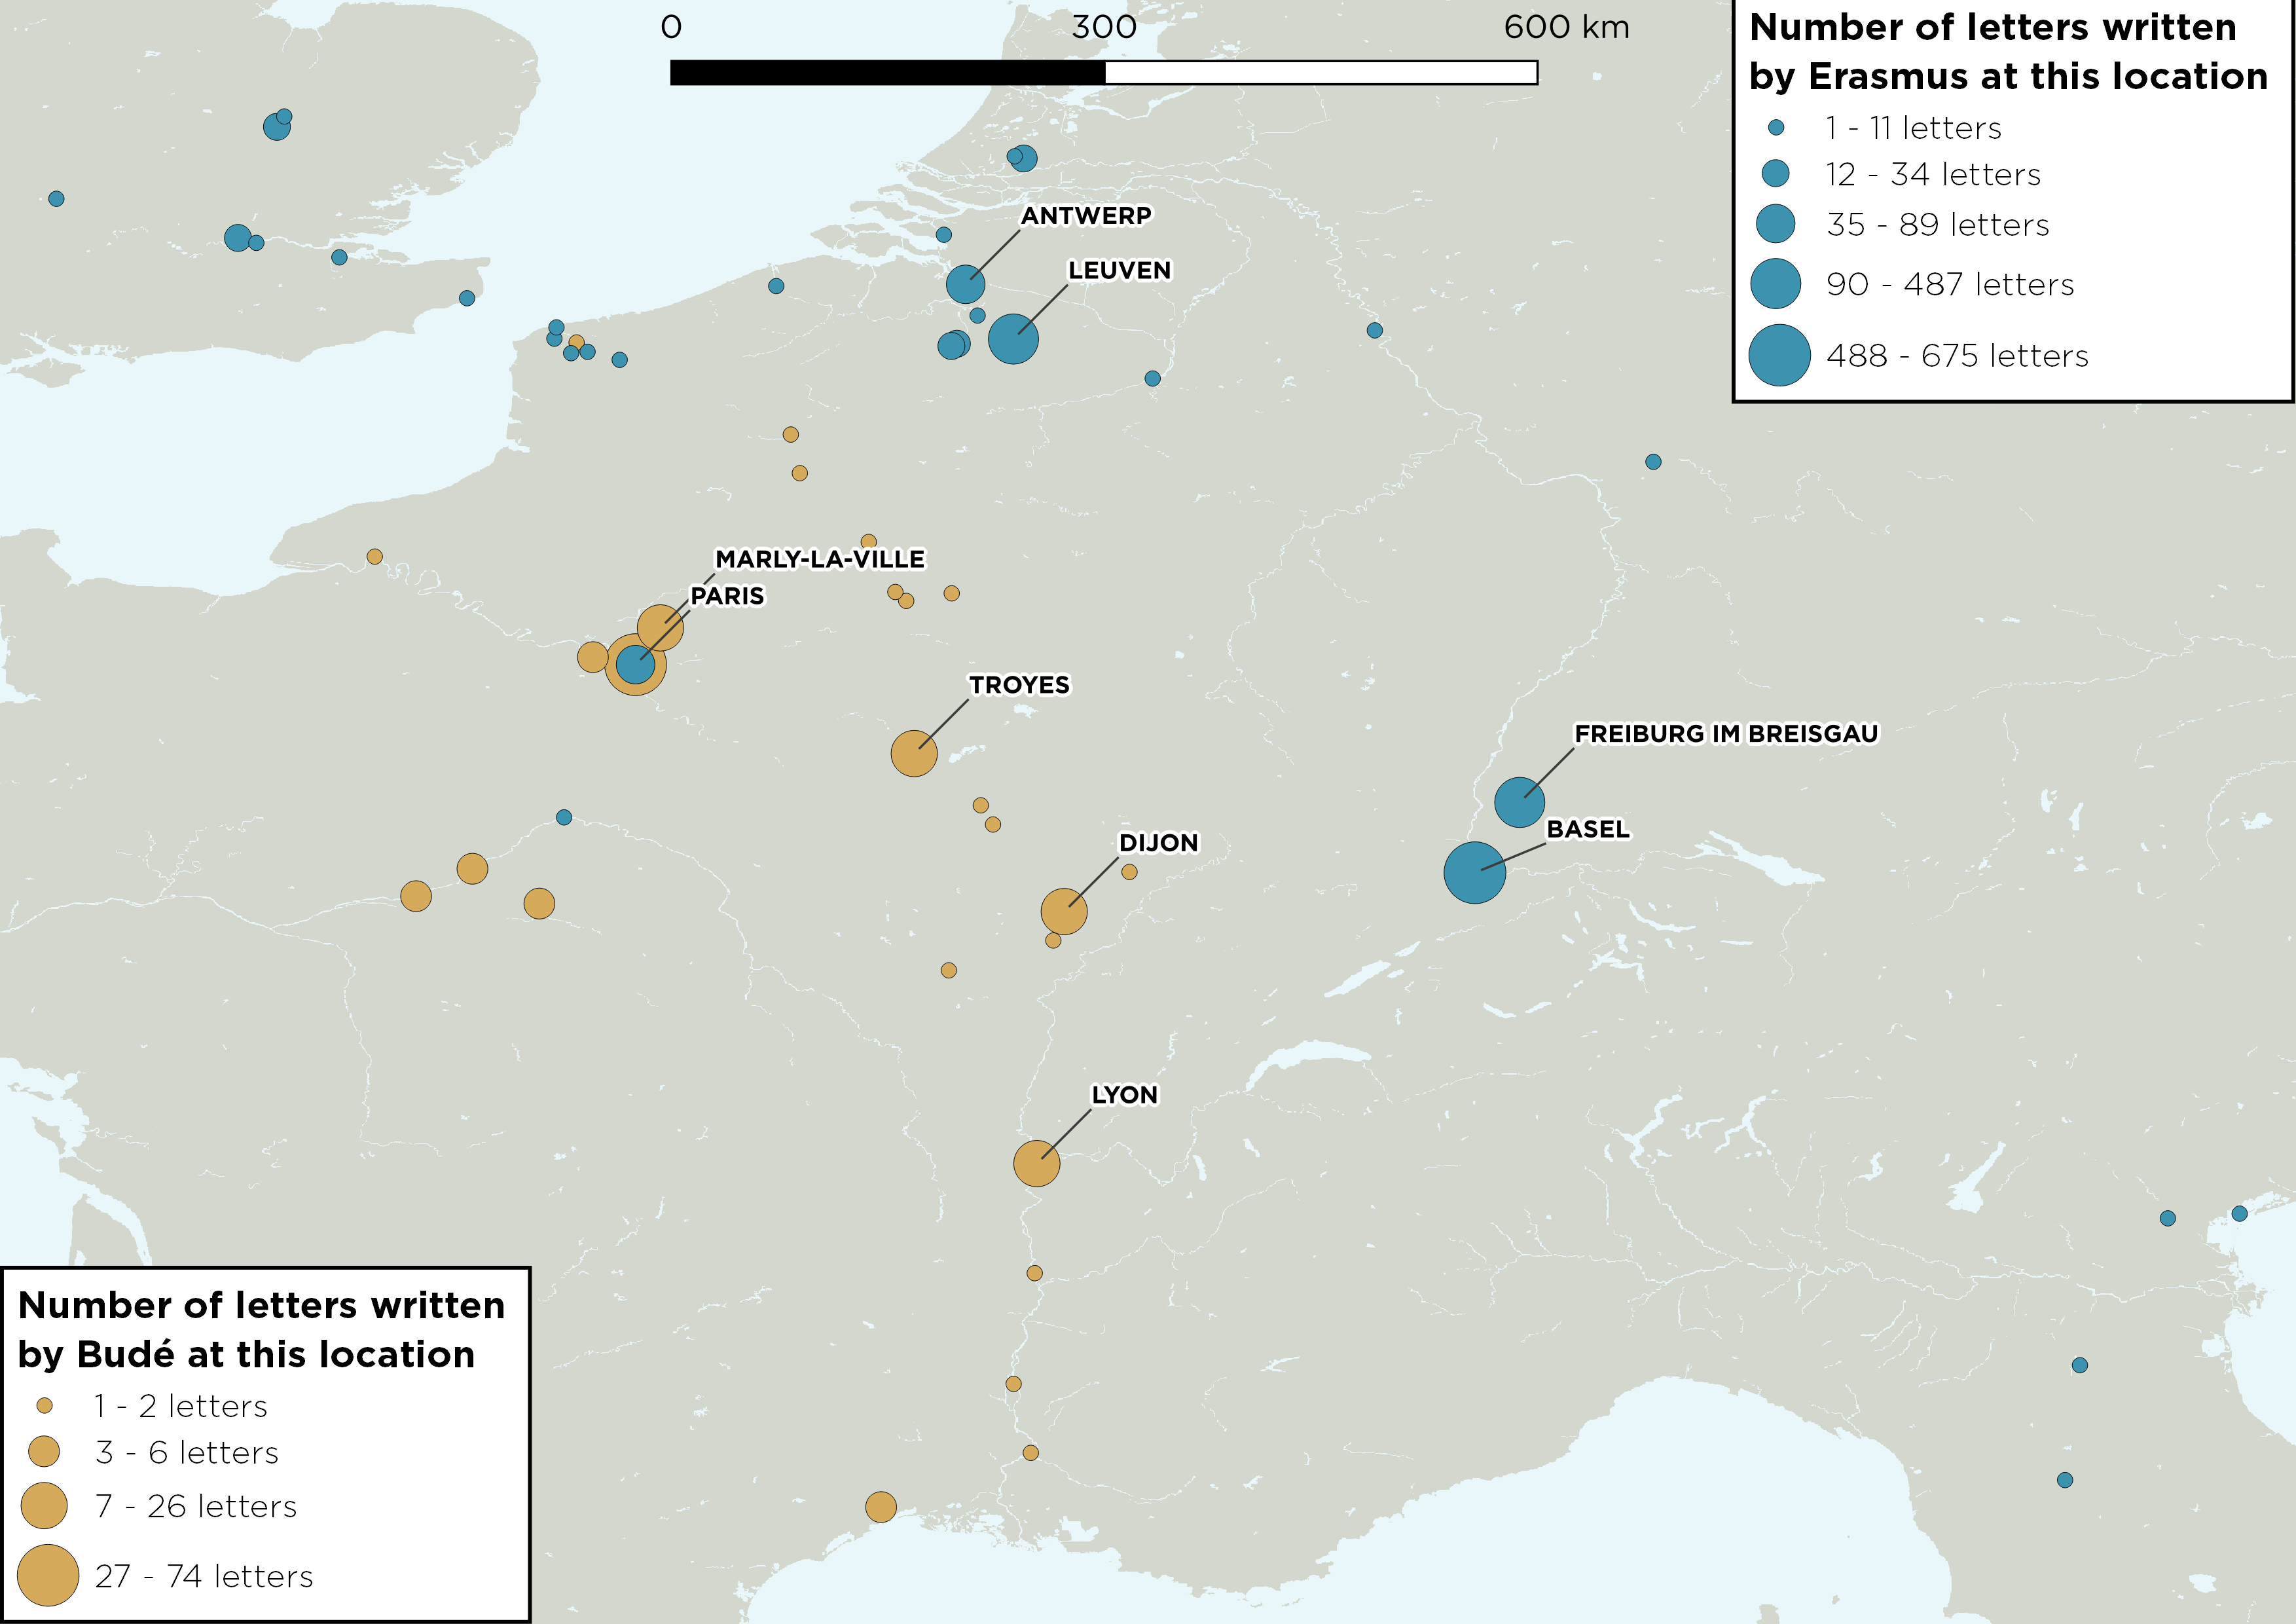 0 300 600 km
Number of letters written
by Erasmus at this location
1 - 11 letters
12 - 34 letters
35 - 89 letters
90 - 487 letters
488 - 675 letters
ANTWERP
LEUVEN
MARLY-LA-VILLE
PARIS
TROYES
FREIBURG IM BREISGAU
BASEL
DIJON
LYON
Number of letters written
by Budé at this location
1 - 2 letters
3 - 6 letters
7 - 26 letters
27 - 74 letters